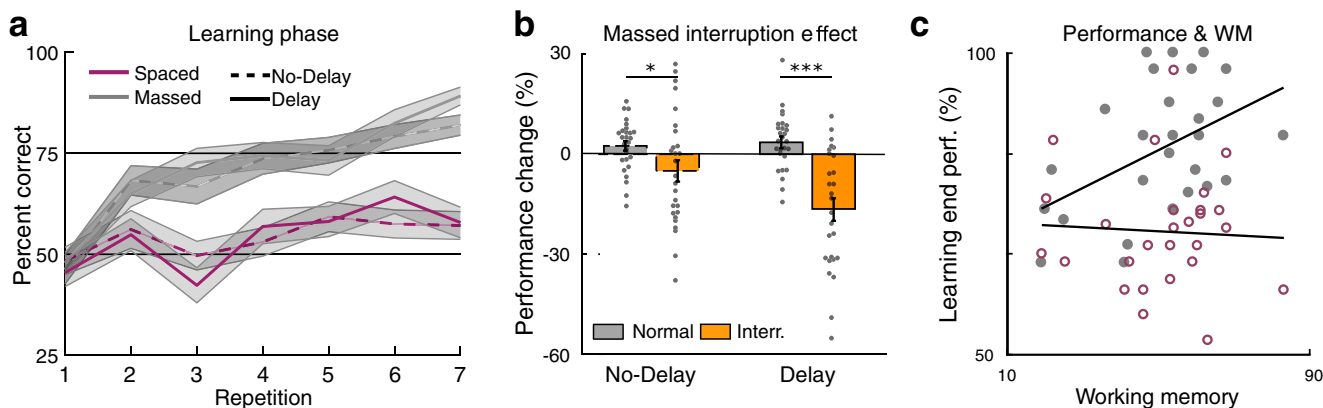 a
Learning phase
Percent correct
100
75
50
25
Spaced
Massed
No-Delay
Delay
1 2 3 4 5 6 7
Repetition
b
Massed interruption effect
Performance change (%)
30
0
-30
-60
*
***
Normal
Interr.
No-Delay
Delay
c
Performance & WM
Learning end perf. (%)
100
50
10
90
Working memory